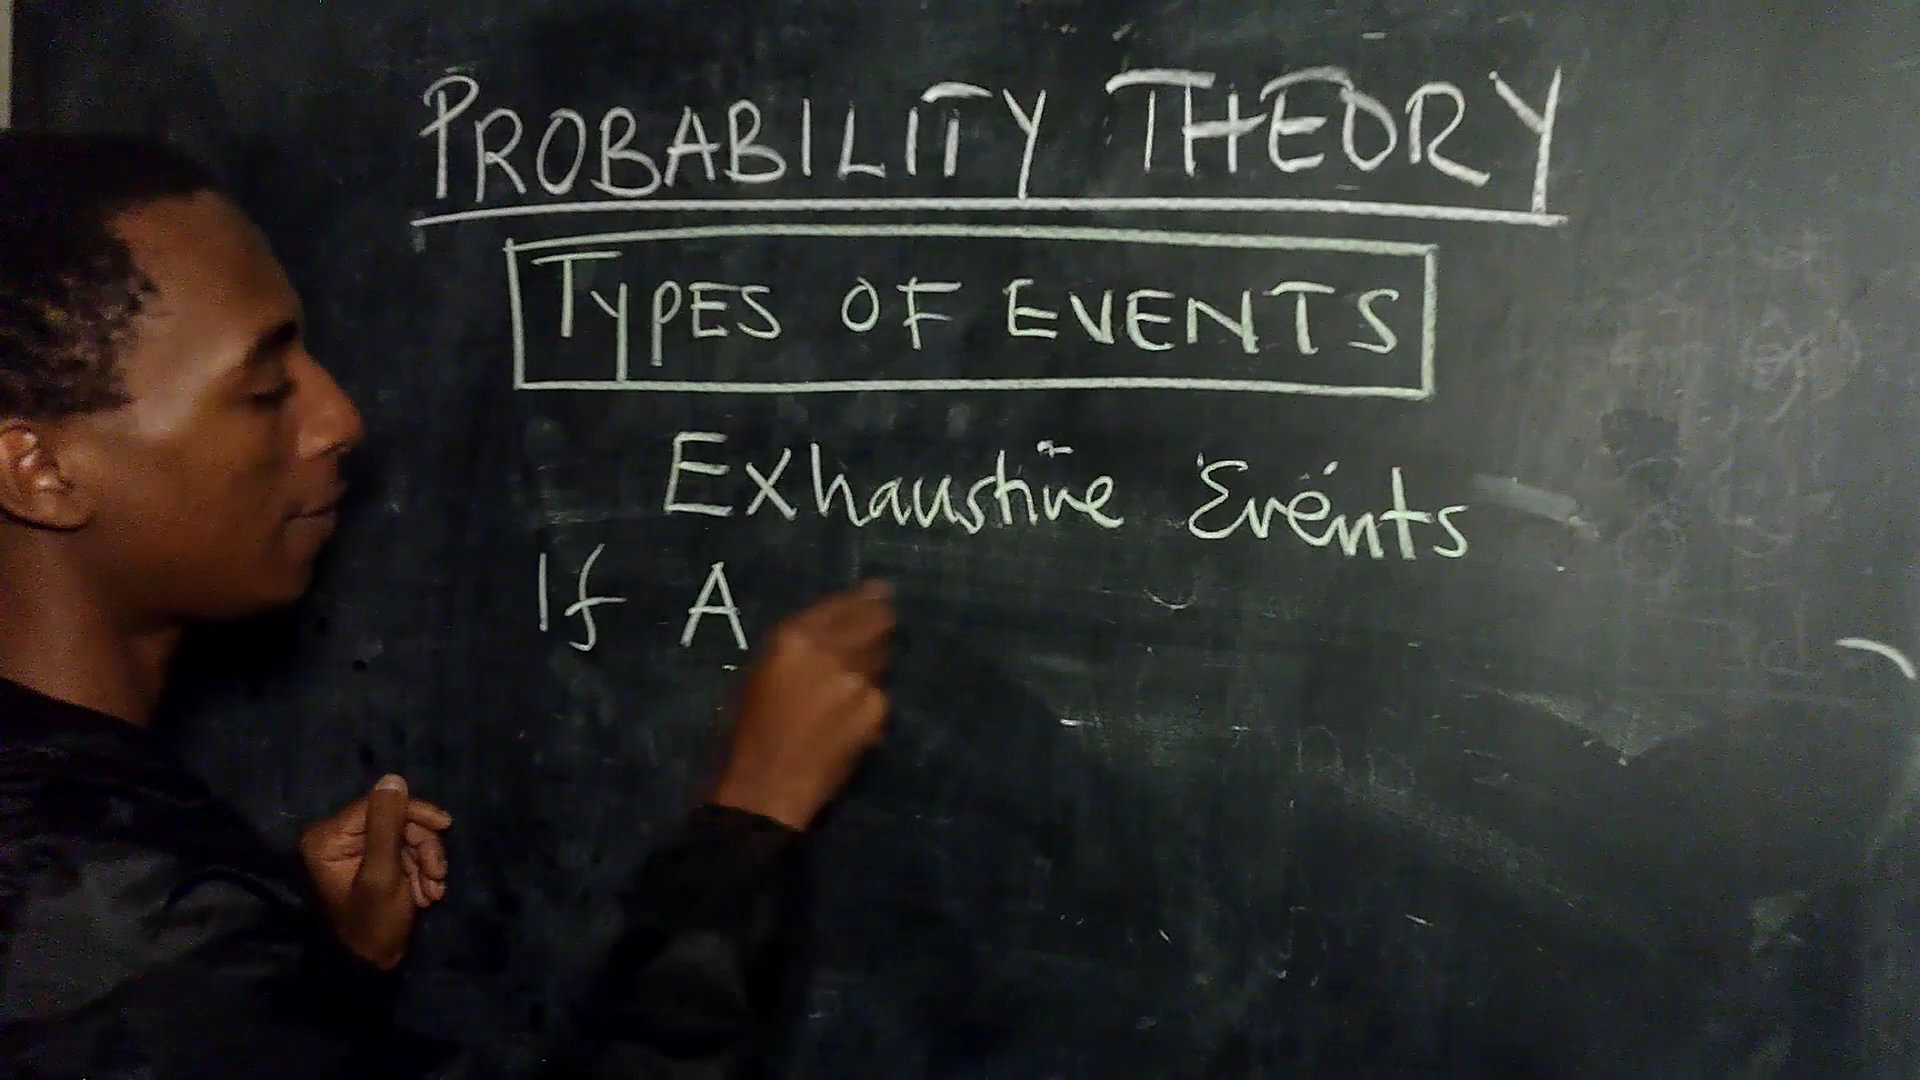 PROBABILITY THEORY
TYPES OF EVENTS
Exhaustive Events
If A